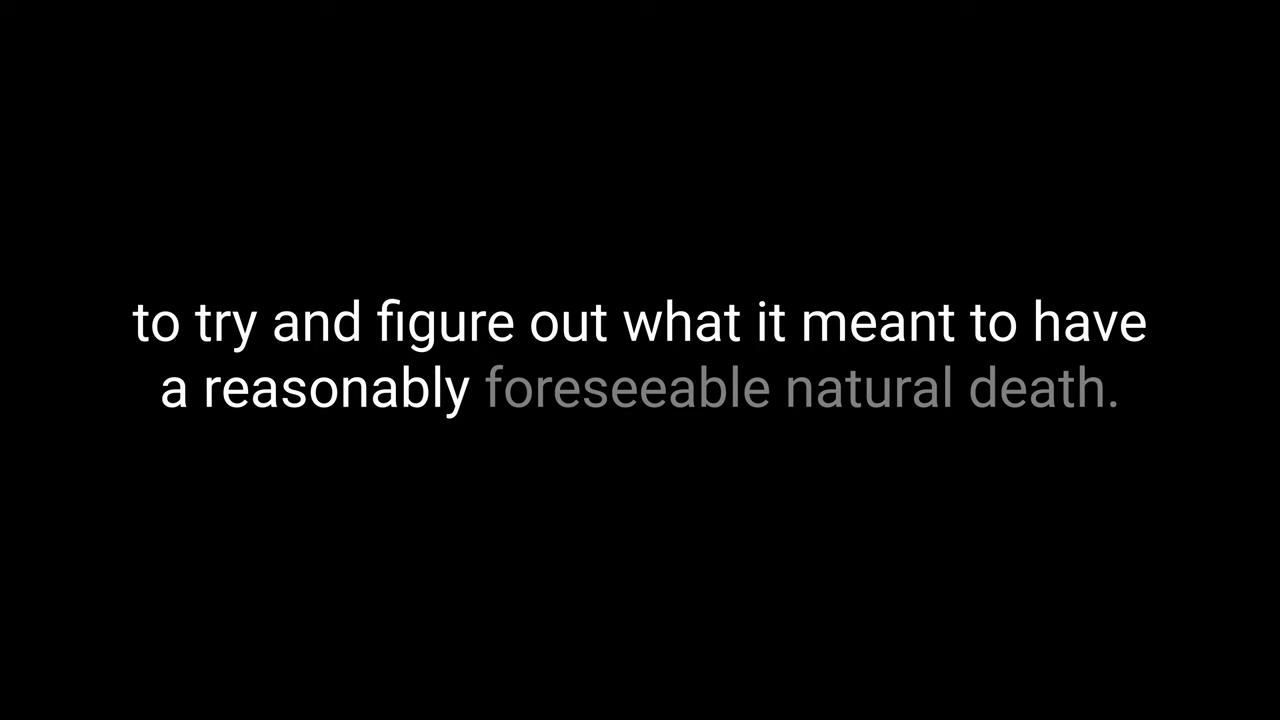 to try and figure out what it meant to have
a reasonably foreseeable natural death.